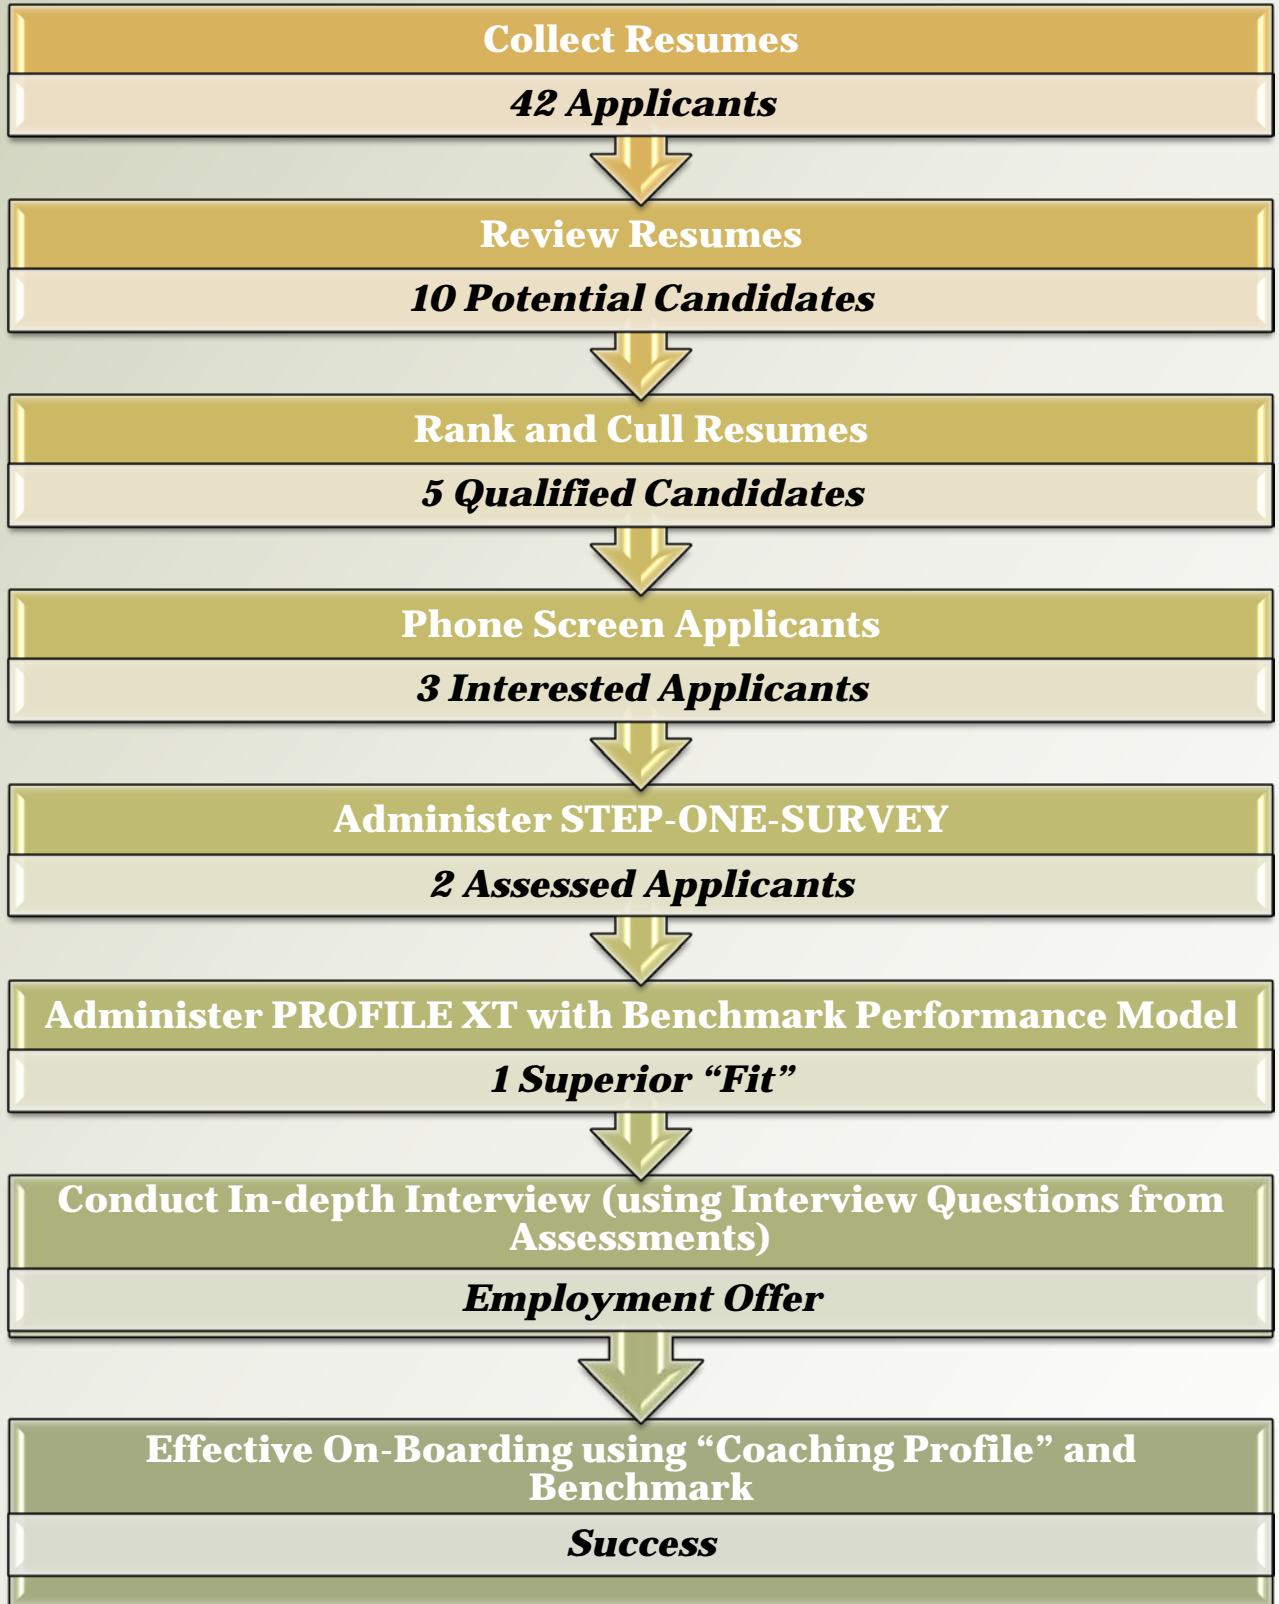 Collect Resumes
42 Applicants
Review Resumes
10 Potential Candidates
Rank and Cull Resumes
5 Qualified Candidates
Phone Screen Applicants
3 Interested Applicants
Administer STEP-ONE-SURVEY
2 Assessed Applicants
Administer PROFILE XT with Benchmark Performance Model
1 Superior “Fit”
Conduct In-depth Interview (using Interview Questions from
Assessments)
Employment Offer
Effective On-Boarding using “Coaching Profile” and
Benchmark
Success